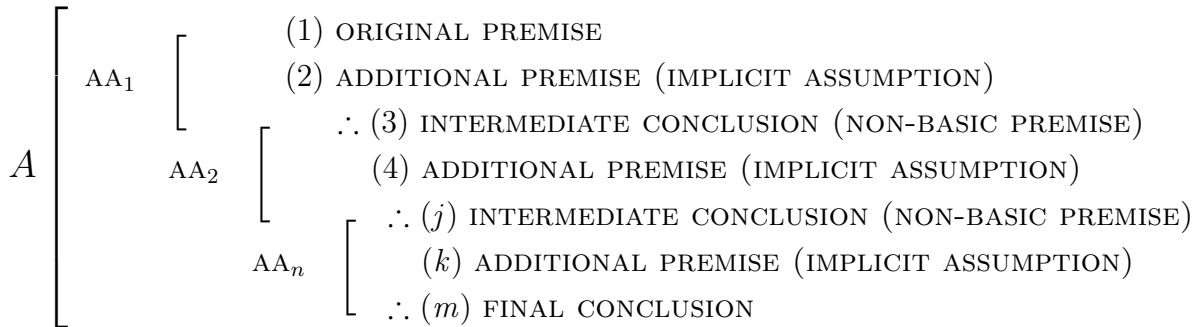 (1) ORIGINAL PREMISE
AA₁ (2) ADDITIONAL PREMISE (IMPLICIT ASSUMPTION)
∴ (3) INTERMEDIATE CONCLUSION (NON-BASIC PREMISE)
A AA₂ (4) ADDITIONAL PREMISE (IMPLICIT ASSUMPTION)
∴ (j) INTERMEDIATE CONCLUSION (NON-BASIC PREMISE)
AAₙ (k) ADDITIONAL PREMISE (IMPLICIT ASSUMPTION)
∴ (m) FINAL CONCLUSION